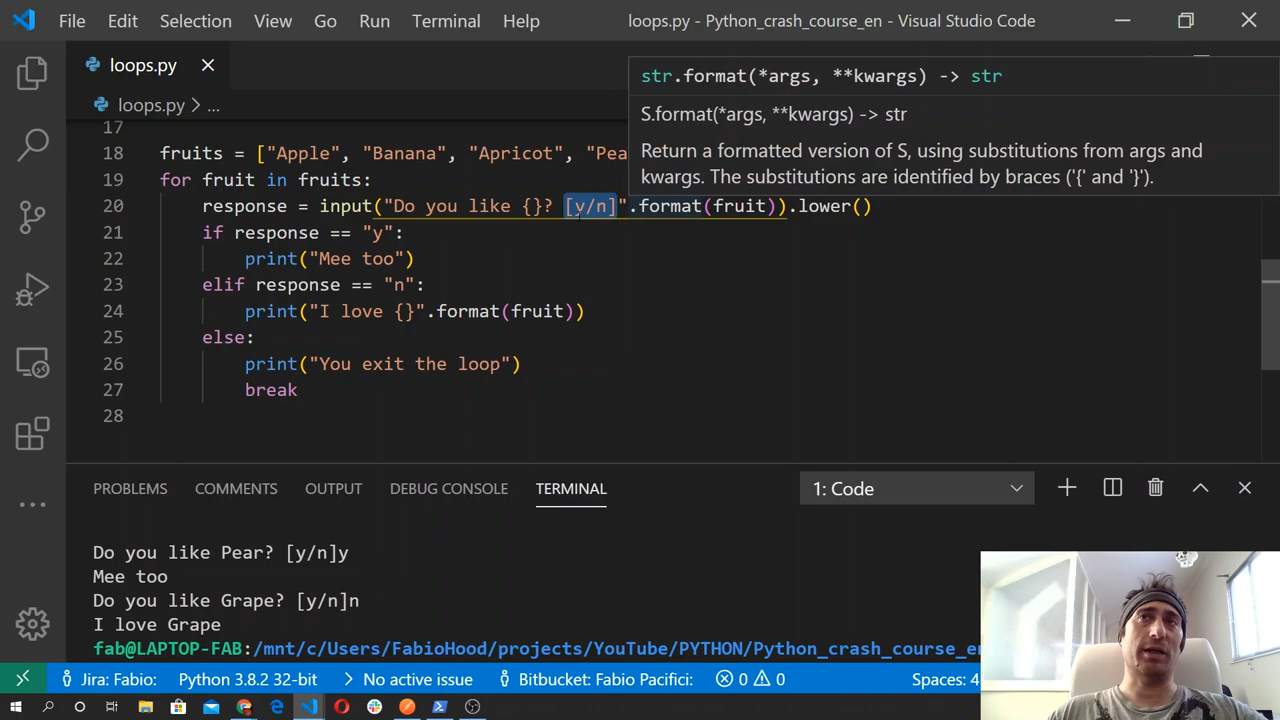 File Edit Selection View Go Run Terminal Help loops.py - Python_crash_course_en - Visual Studio Code
loops.py
loops.py > ...
str.format(*args, **kwargs) -> str
S.format(*args, **kwargs) -> str
Return a formatted version of S, using substitutions from args and
kwargs. The substitutions are identified by braces ('{' and '}').
17
18 fruits = ["Apple", "Banana", "Apricot", "Pea
19 for fruit in fruits:
20 response = input("Do you like {}? [y/n]".format(fruit)).lower()
21 if response == "y":
22 print("Mee too")
23 elif response == "n":
24 print("I love {}".format(fruit))
25 else:
26 print("You exit the loop")
27 break
28
PROBLEMS COMMENTS OUTPUT DEBUG CONSOLE TERMINAL 1: Code
Do you like Pear? [y/n]y
Mee too
Do you like Grape? [y/n]n
I love Grape
fab@LAPTOP-FAB:/mnt/c/Users/FabioHood/projects/YouTube/PYTHON/Python_crash_course_en
Jira: Fabio: Python 3.8.2 32-bit No active issue Bitbucket: Fabio Pacifici: 0 0 Spaces: 4